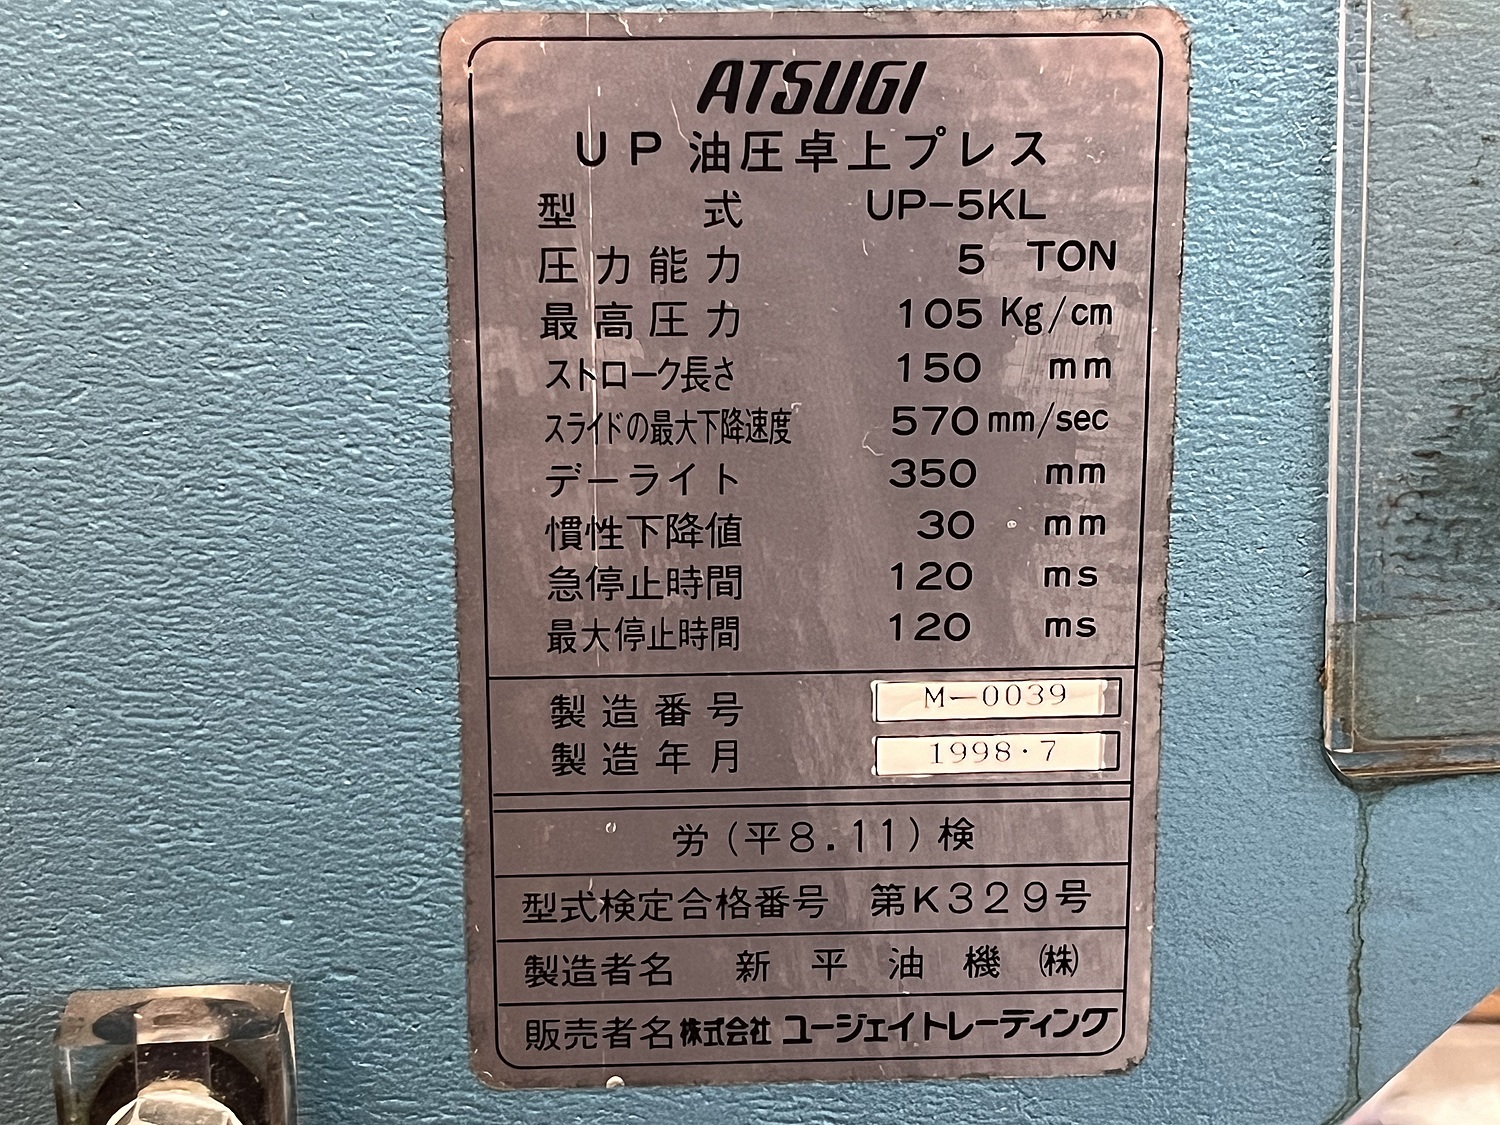 ATSUGI
UP 油圧卓上プレス
型式 UP-5KL
圧力能力 5 TON
最高圧力 105 Kg/cm
ストローク長さ 150 mm
スライドの最大下降速度 570 mm/sec
デーライト 350 mm
慣性下降値 30 mm
急停止時間 120 ms
最大停止時間 120 ms
製造番号 M-0039
製造年月 1998・7
労(平8.11)検
型式検定合格番号 第K329号
製造者名 新平油機㈱
販売者名 株式会社 ユージェイトレーディング